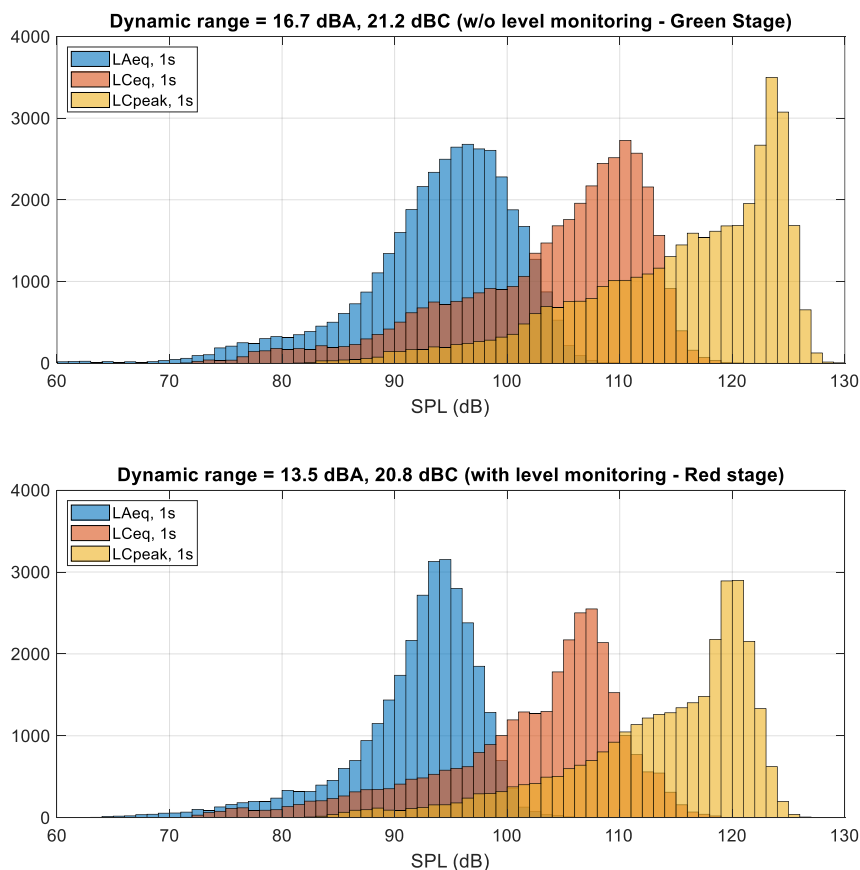 Dynamic range = 16.7 dBA, 21.2 dBC (w/o level monitoring - Green Stage)
4000
3000
2000
1000
0
LAeq, 1s
LCeq, 1s
LCpeak, 1s
60 70 80 90 100 110 120 130
SPL (dB)
Dynamic range = 13.5 dBA, 20.8 dBC (with level monitoring - Red stage)
4000
3000
2000
1000
0
LAeq, 1s
LCeq, 1s
LCpeak, 1s
60 70 80 90 100 110 120 130
SPL (dB)